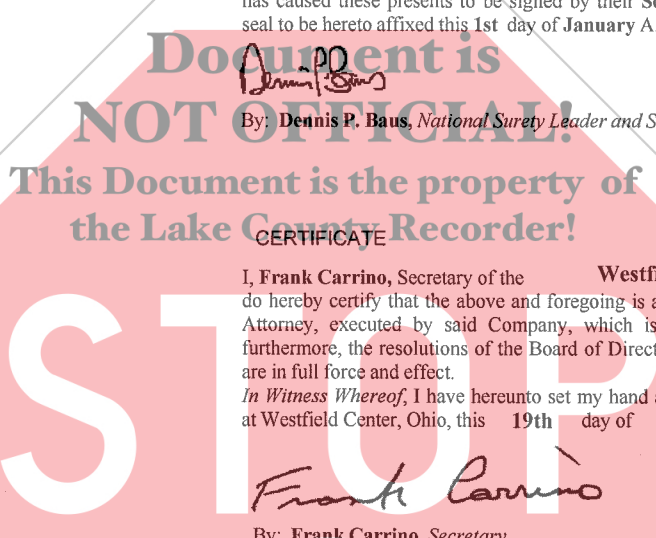 has caused these presents to be signed by their
seal to be hereto affixed this 1st day of January A.
Document is
Dennis P. Baus
NOT OFFICIAL!
By: Dennis P. Baus, National Surety Leader and S
This Document is the property of
the Lake County Recorder!
CERTIFICATE
I, Frank Carrino, Secretary of the Westfi
do hereby certify that the above and foregoing is a
Attorney, executed by said Company, which is
furthermore, the resolutions of the Board of Direct
are in full force and effect.
In Witness Whereof, I have hereunto set my hand a
at Westfield Center, Ohio, this 19th day of
STOP
Frank Carrino
By: Frank Carrino, Secretary